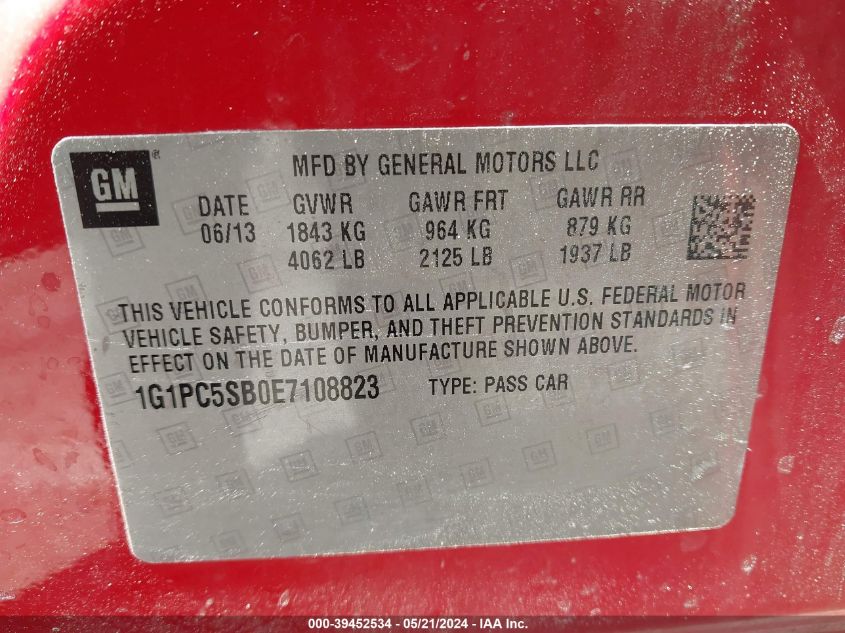 GM ®
MFD BY GENERAL MOTORS LLC
DATE GVWR GAWR FRT GAWR RR
06/13 1843 KG 964 KG 879 KG
4062 LB 2125 LB 1937 LB
THIS VEHICLE CONFORMS TO ALL APPLICABLE U.S. FEDERAL MOTOR
VEHICLE SAFETY, BUMPER, AND THEFT PREVENTION STANDARDS IN
EFFECT ON THE DATE OF MANUFACTURE SHOWN ABOVE.
1G1PC5SB0E7108823 TYPE: PASS CAR
000-39452534 - 05/21/2024 - IAA Inc.